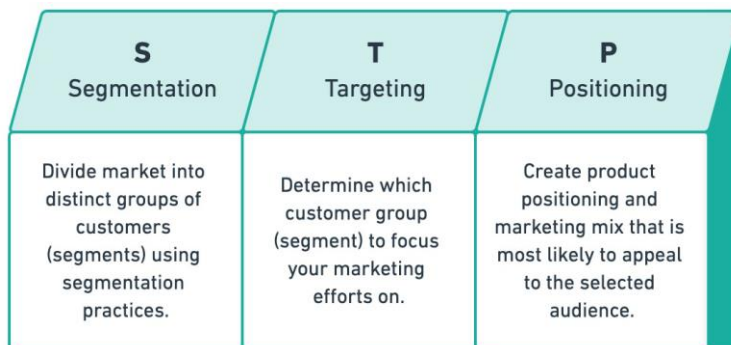 S
Segmentation
T
Targeting
P
Positioning
Divide market into
distinct groups of
customers
(segments) using
segmentation
practices.
Determine which
customer group
(segment) to focus
your marketing
efforts on.
Create product
positioning and
marketing mix that is
most likely to appeal
to the selected
audience.